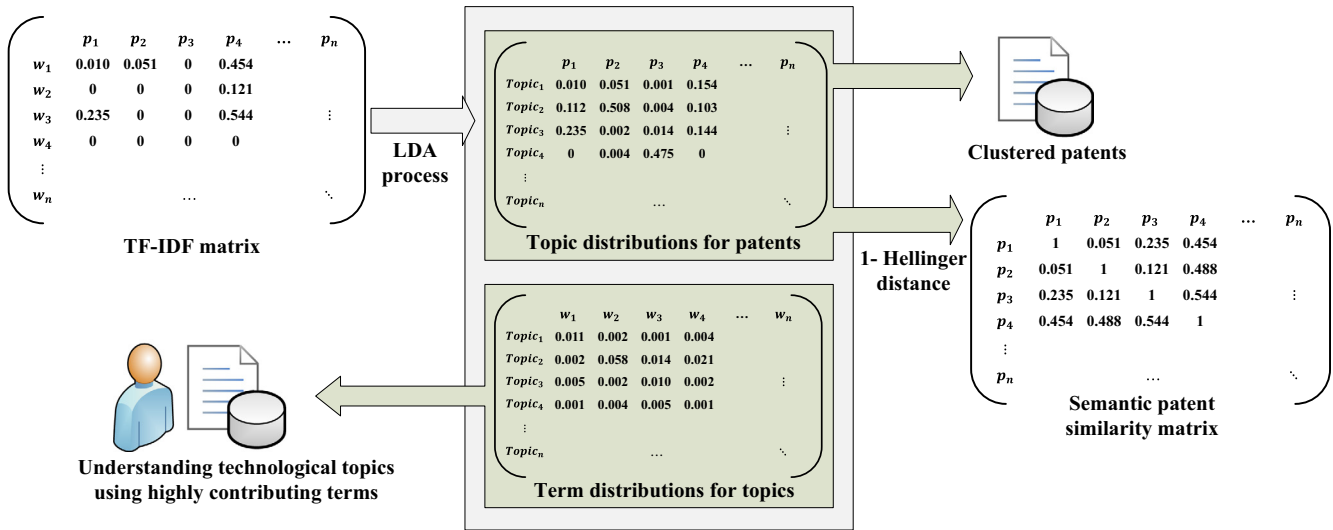 p₁ p₂ p₃ p₄ … pₙ
w₁ 0.010 0.051 0 0.454
w₂ 0 0 0 0.121
w₃ 0.235 0 0 0.544 ⋮
w₄ 0 0 0 0
⋮
wₙ … ⋱
TF-IDF matrix
LDA
process
p₁ p₂ p₃ p₄ … pₙ
Topic₁ 0.010 0.051 0.001 0.154
Topic₂ 0.112 0.508 0.004 0.103
Topic₃ 0.235 0.002 0.014 0.144 ⋮
Topic₄ 0 0.004 0.475 0
⋮
Topicₙ … ⋱
Topic distributions for patents
Clustered patents
1- Hellinger
distance
p₁ p₂ p₃ p₄ … pₙ
p₁ 1 0.051 0.235 0.454
p₂ 0.051 1 0.121 0.488
p₃ 0.235 0.121 1 0.544 ⋮
p₄ 0.454 0.488 0.544 1
⋮
pₙ … ⋱
Semantic patent
similarity matrix
w₁ w₂ w₃ w₄ … wₙ
Topic₁ 0.011 0.002 0.001 0.004
Topic₂ 0.002 0.058 0.014 0.021
Topic₃ 0.005 0.002 0.010 0.002 ⋮
Topic₄ 0.001 0.004 0.005 0.001
⋮
Topicₙ … ⋱
Term distributions for topics
Understanding technological topics
using highly contributing terms